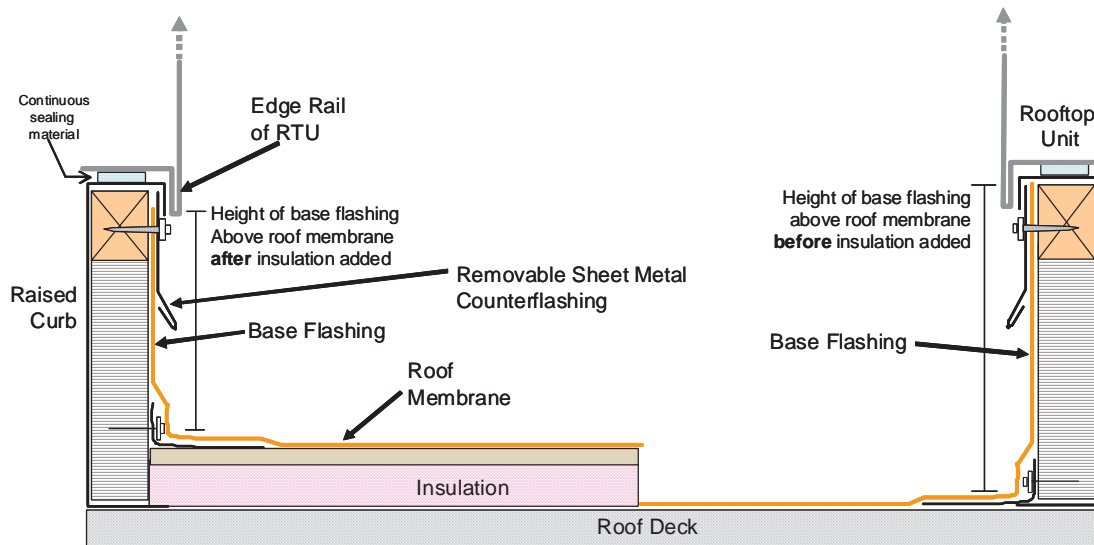 Continuous
sealing
material
Edge Rail
of RTU
Rooftop
Unit
Height of base flashing
Above roof membrane
after insulation added
Height of base flashing
above roof membrane
before insulation added
Removable Sheet Metal
Counterflashing
Raised
Curb
Base Flashing
Base Flashing
Roof
Membrane
Insulation
Roof Deck